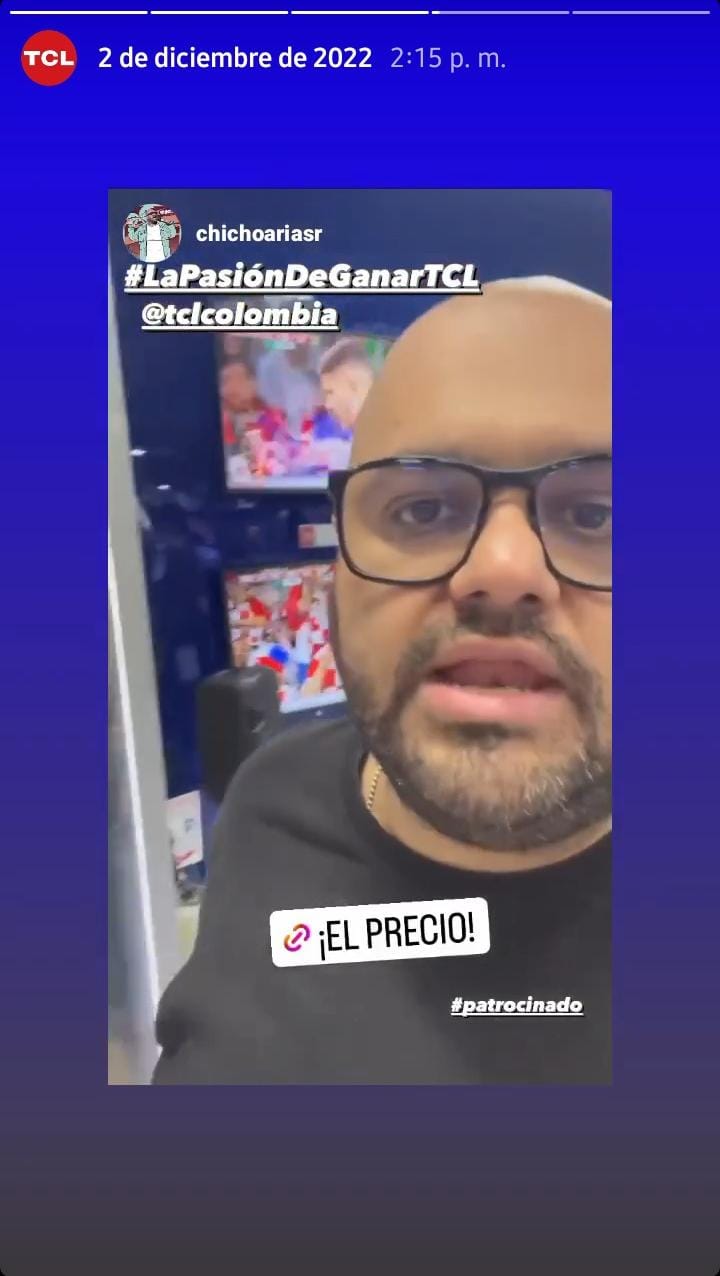 TCL 2 de diciembre de 2022 2:15 p. m.
chichoariasr
#LaPasiónDeGanarTCL
@tclcolombia
¡EL PRECIO!
#patrocinado